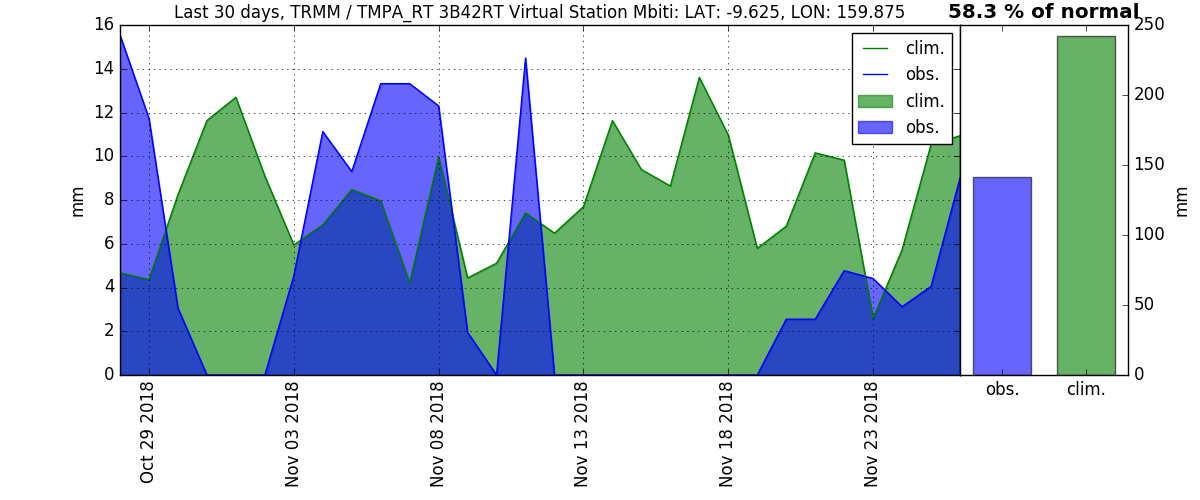 Last 30 days, TRMM / TMPA_RT 3B42RT Virtual Station Mbiti: LAT: -9.625, LON: 159.875
58.3 % of normal
16
14
12
10
8
6
4
2
0
mm
clim.
obs.
clim.
obs.
Oct 29 2018
Nov 03 2018
Nov 08 2018
Nov 13 2018
Nov 18 2018
Nov 23 2018
250
200
150
100
50
0
mm
obs.
clim.